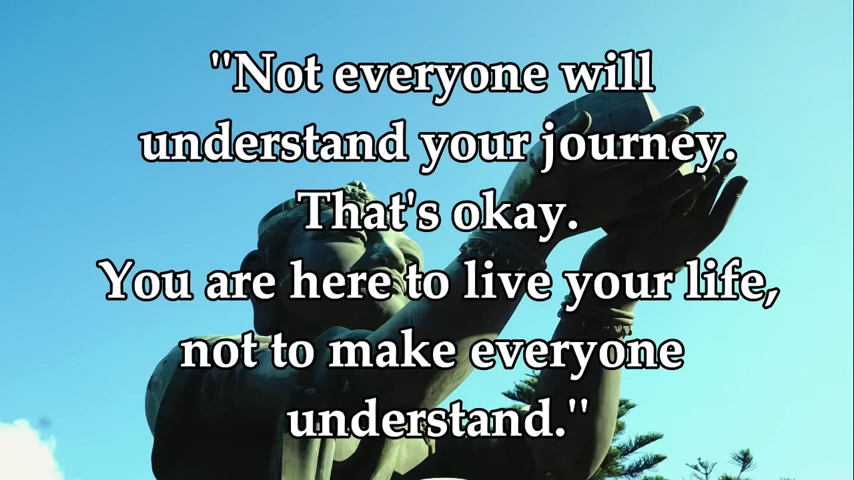 "Not everyone will
understand your journey.
That's okay.
You are here to live your life,
not to make everyone
understand."